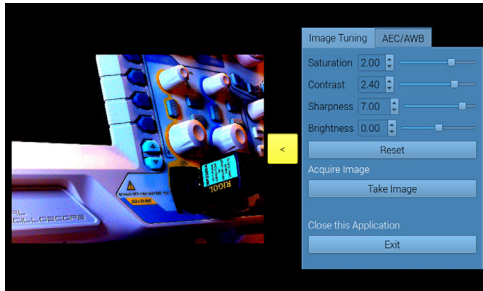 Image Tuning
AEC/AWB
Saturation 2.00
Contrast 2.40
Sharpness 7.00
Brightness 0.00
<
Reset
Acquire Image
Take Image
Close this Application
Exit
RIGOL